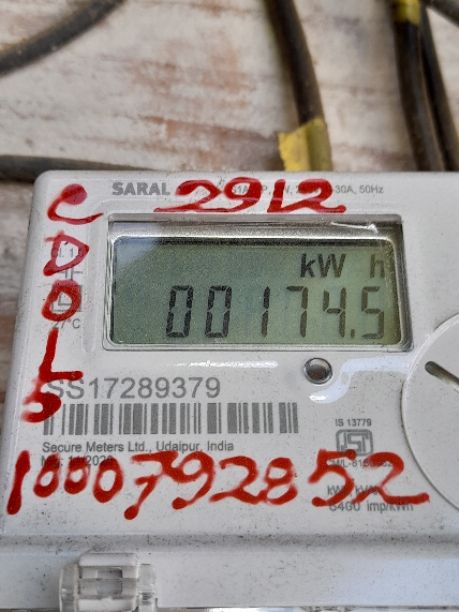 SARAL 2912 -30A, 50Hz
kW h
00174.5
27°C
SS17289379
IS 13779
Secure Meters Ltd., Udaipur, India
1000792852
6400 imp/kWh